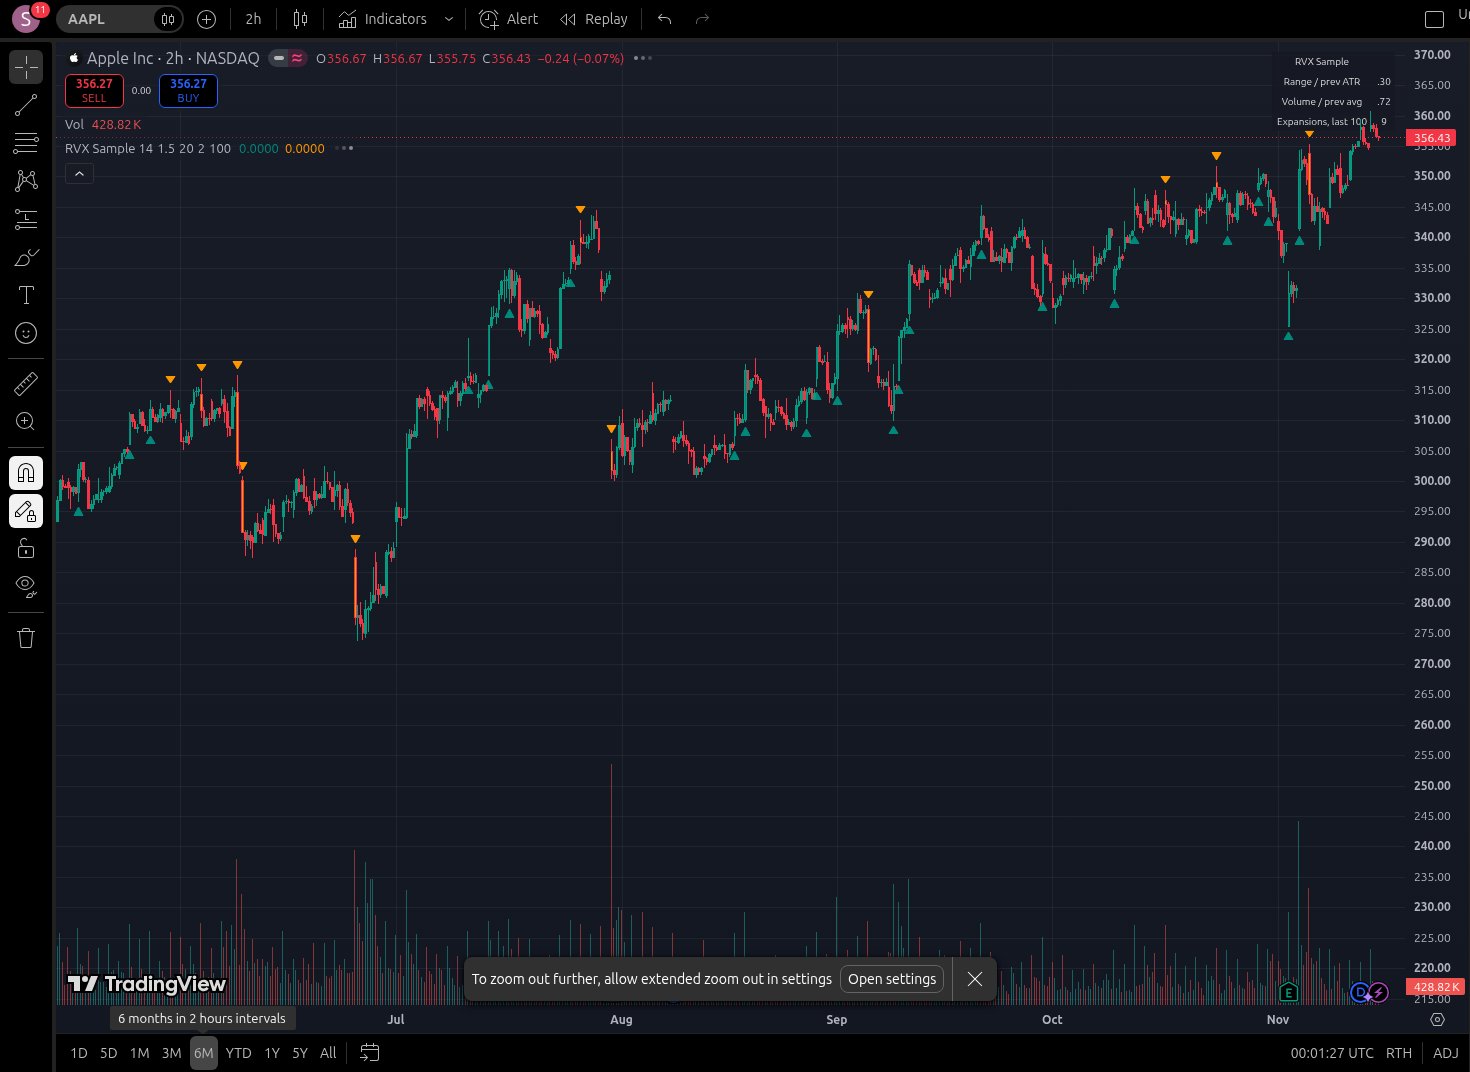 S
11
AAPL
2h
Indicators
Alert
Replay
Apple Inc · 2h · NASDAQ
O356.67 H356.67 L355.75 C356.43 −0.24 (−0.07%)
356.27
SELL
0.00
356.27
BUY
Vol 428.82 K
RVX Sample 14 1.5 20 2 100 0.0000 0.0000
RVX Sample
Range / prev ATR .30
Volume / prev avg .72
Expansions, last 100 9
370.00
365.00
360.00
356.43
355.00
350.00
345.00
340.00
335.00
330.00
325.00
320.00
315.00
310.00
305.00
300.00
295.00
290.00
285.00
280.00
275.00
270.00
265.00
260.00
255.00
250.00
245.00
240.00
235.00
230.00
225.00
220.00
428.82 K
215.00
TradingView
To zoom out further, allow extended zoom out in settings
Open settings
E
D
6 months in 2 hours intervals
Jul Aug Sep Oct Nov
1D 5D 1M 3M 6M YTD 1Y 5Y All
00:01:27 UTC RTH ADJ